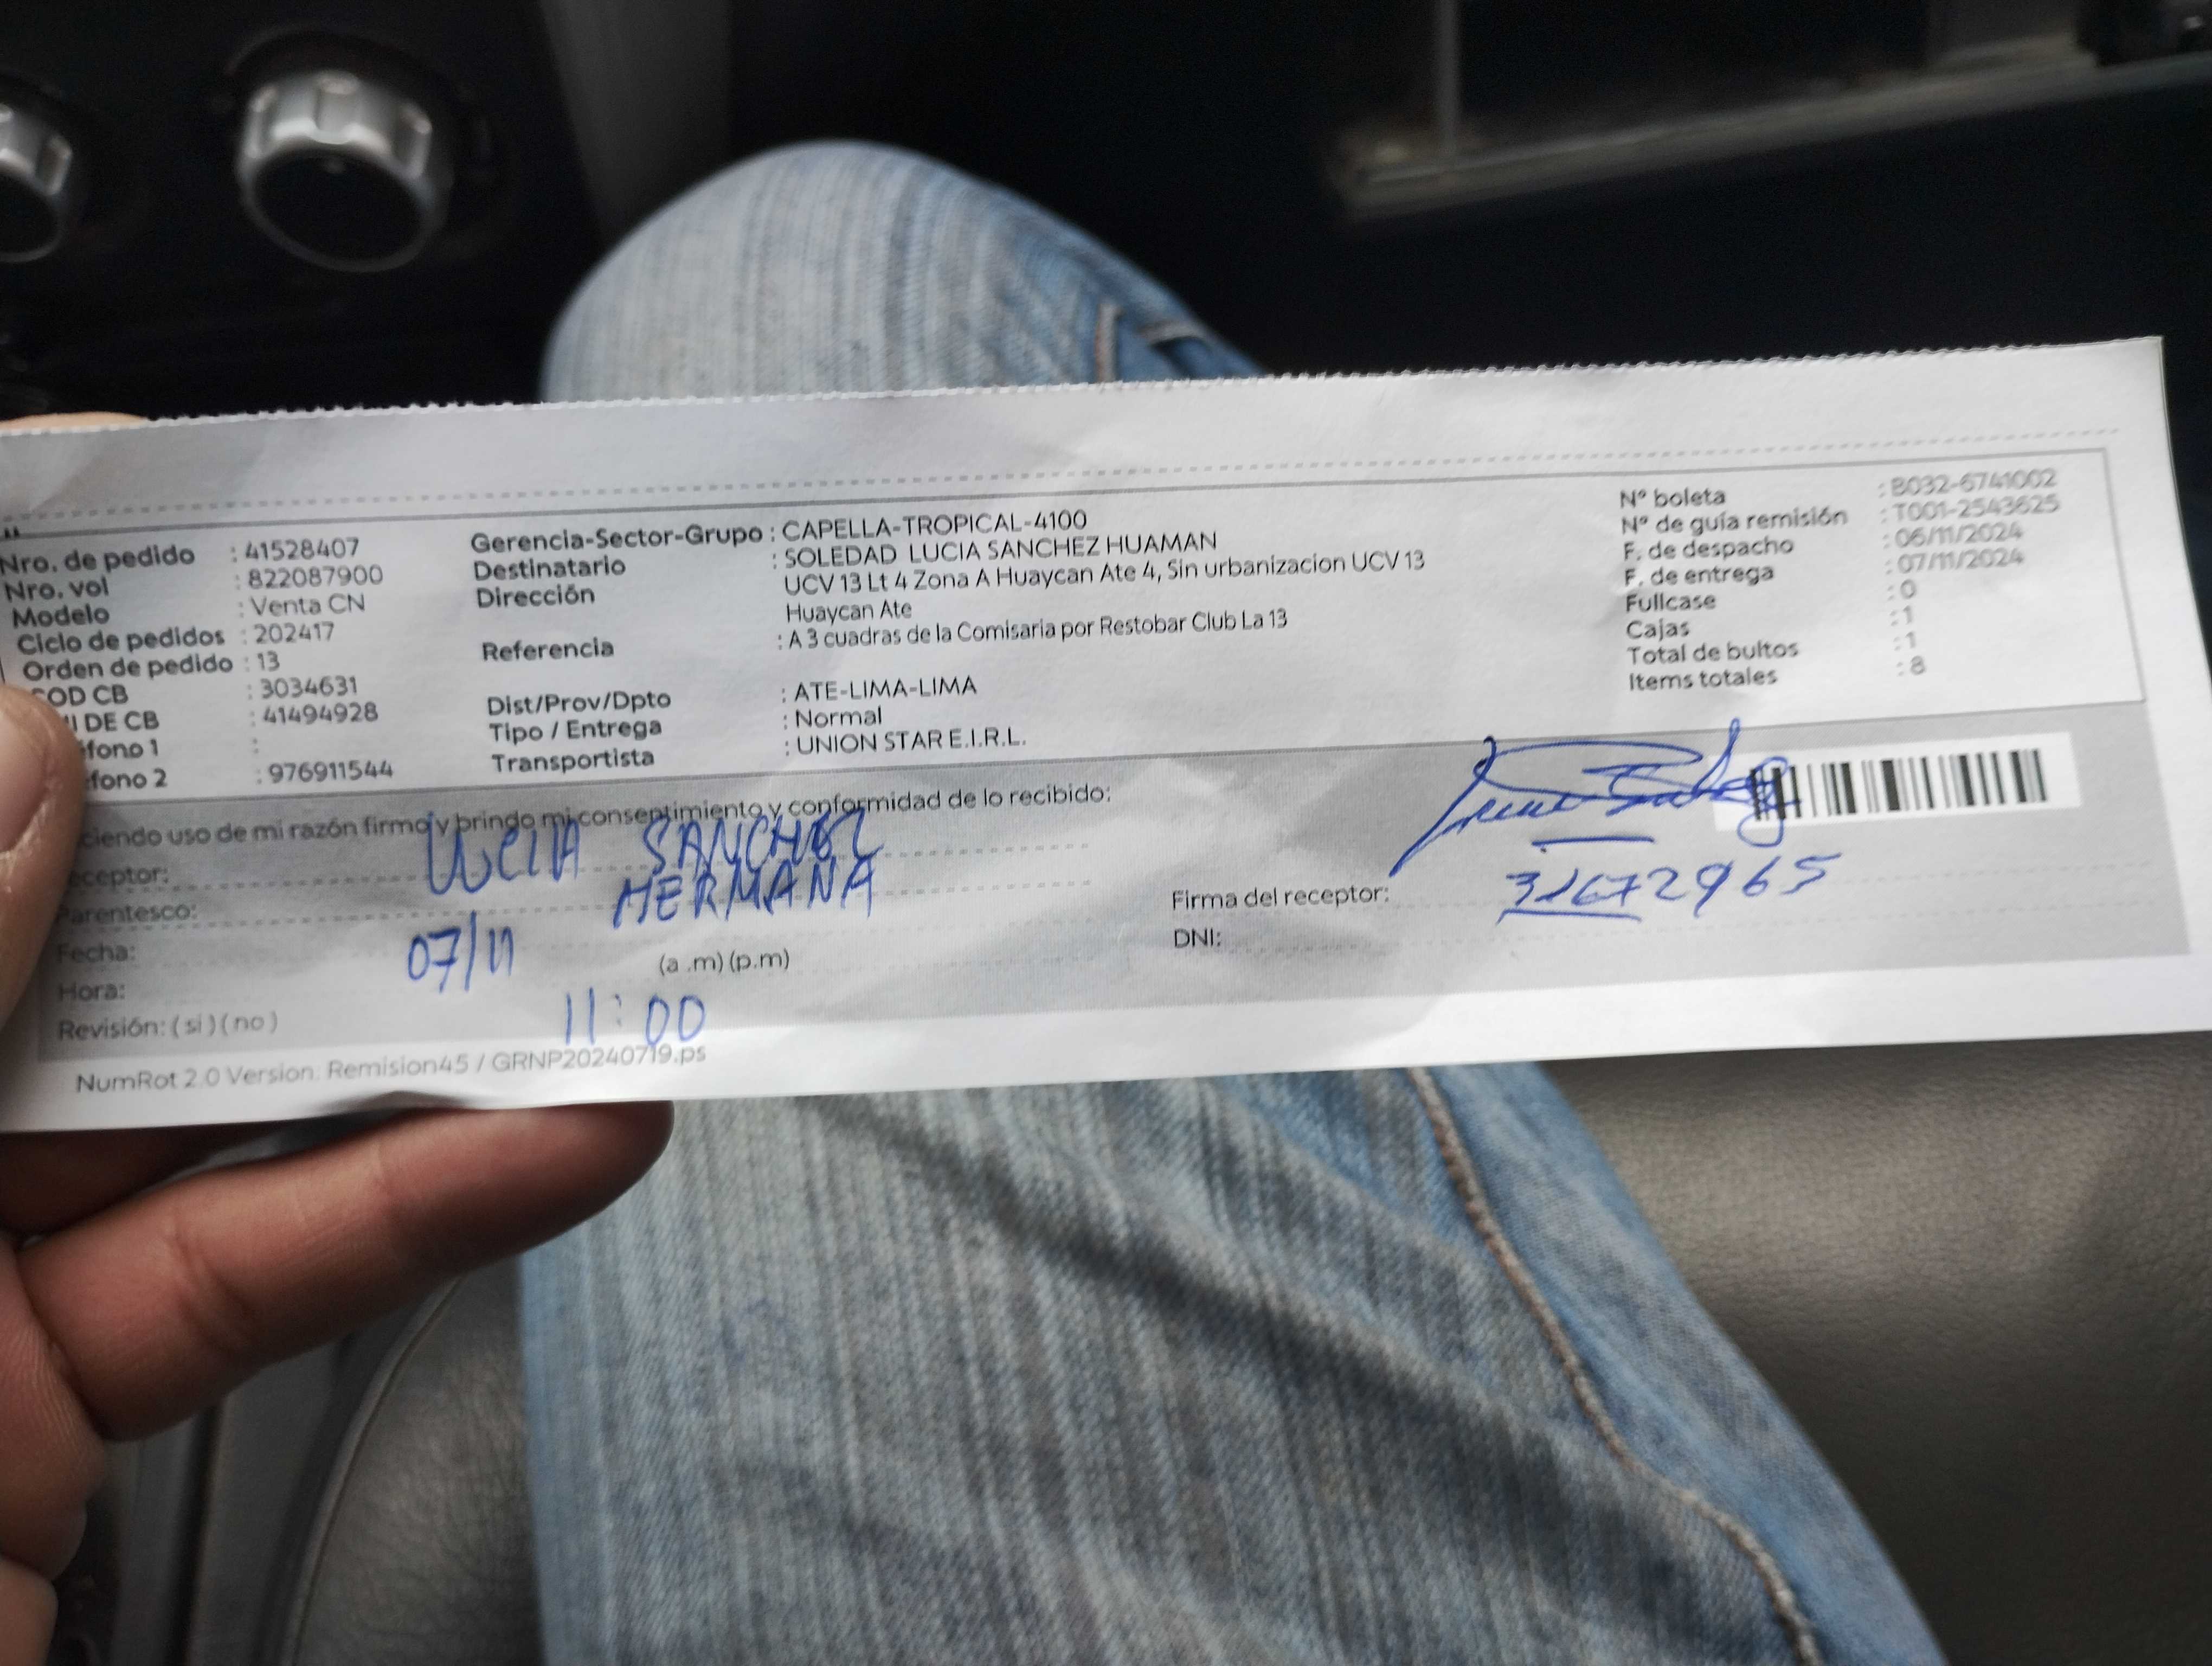 Nro. de pedido : 41528407
Nro. vol : 822087900
Modelo : Venta CN
Ciclo de pedidos : 202417
Orden de pedido : 13
COD CB : 3034631
DE CB : 41494928
fono 1 :
fono 2 : 976911544
Gerencia-Sector-Grupo : CAPELLA-TROPICAL-4100
Destinatario : SOLEDAD LUCIA SANCHEZ HUAMAN
Dirección UCV 13 Lt 4 Zona A Huaycan Ate 4, Sin urbanizacion UCV 13
Huaycan Ate
Referencia : A 3 cuadras de la Comisaria por Restobar Club La 13
Dist/Prov/Dpto : ATE-LIMA-LIMA
Tipo / Entrega : Normal
Transportista : UNION STAR E.I.R.L.
Nº boleta : B032-6741002
Nº de guía remisión : T001-2543625
F. de despacho : 06/11/2024
F. de entrega : 07/11/2024
Fullcase : 0
Cajas : 1
Total de bultos : 1
Items totales : 8
ciendo uso de mi razón firmo y brindo mi consentimiento y conformidad de lo recibido:
eceptor: LUCIA SANCHEZ
Parentesco: HERMANA
Fecha: 07/11
Hora: (a .m) (p.m)
11:00
Revisión: ( si ) ( no )
Firma del receptor:
DNI:
NumRot 2.0 Version: Remision45 / GRNP20240719.ps